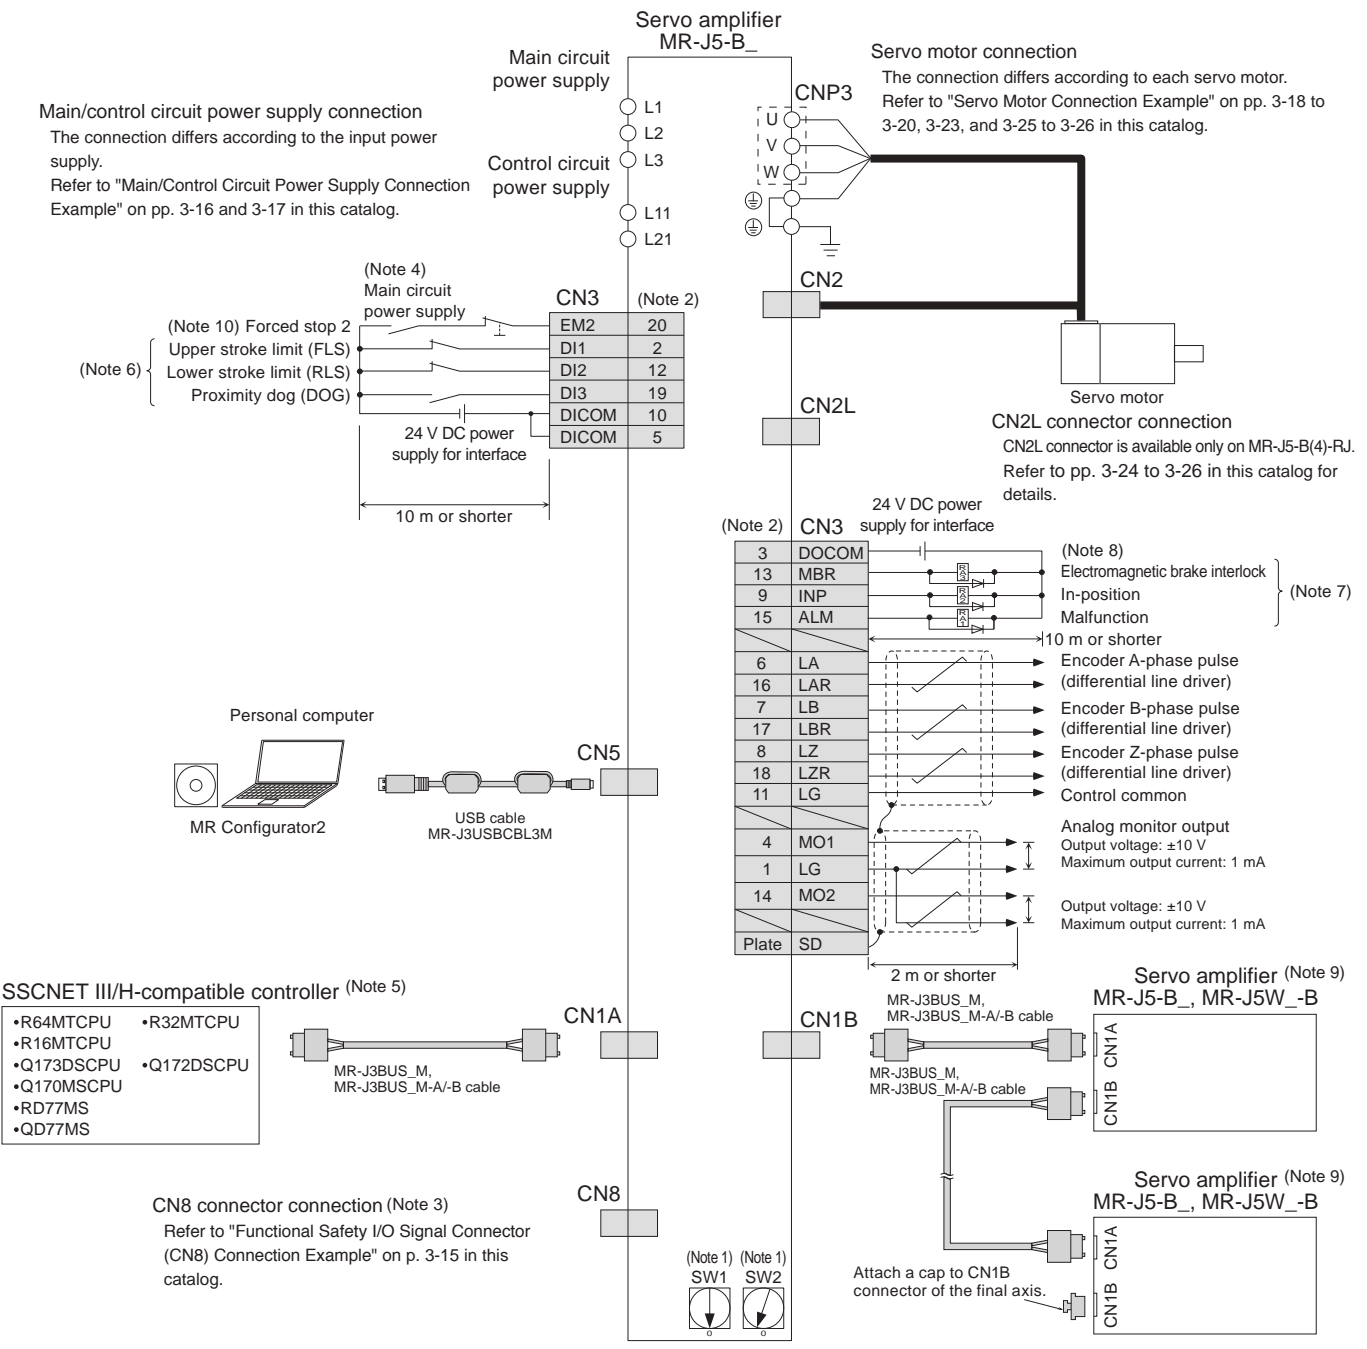 Servo amplifier
MR-J5-B_
Main circuit
power supply
L1
L2
L3
Control circuit
power supply
L11
L21
Main/control circuit power supply connection
The connection differs according to the input power
supply.
Refer to "Main/Control Circuit Power Supply Connection
Example" on pp. 3-16 and 3-17 in this catalog.
CNP3
U
V
W
Servo motor connection
The connection differs according to each servo motor.
Refer to "Servo Motor Connection Example" on pp. 3-18 to
3-20, 3-23, and 3-25 to 3-26 in this catalog.
CN2
Servo motor
CN2L
CN2L connector connection
CN2L connector is available only on MR-J5-B(4)-RJ.
Refer to pp. 3-24 to 3-26 in this catalog for
details.
(Note 4)
Main circuit
power supply
CN3 (Note 2)
(Note 10) Forced stop 2 EM2 20
Upper stroke limit (FLS) DI1 2
(Note 6) Lower stroke limit (RLS) DI2 12
Proximity dog (DOG) DI3 19
DICOM 10
DICOM 5
24 V DC power
supply for interface
10 m or shorter
24 V DC power
supply for interface
(Note 2) CN3
3 DOCOM (Note 8)
13 MBR RA3 Electromagnetic brake interlock
9 INP RA2 In-position (Note 7)
15 ALM RA1 Malfunction
10 m or shorter
6 LA Encoder A-phase pulse
16 LAR (differential line driver)
7 LB Encoder B-phase pulse
17 LBR (differential line driver)
8 LZ Encoder Z-phase pulse
18 LZR (differential line driver)
11 LG Control common
Analog monitor output
4 MO1 Output voltage: ±10 V
1 LG Maximum output current: 1 mA
14 MO2 Output voltage: ±10 V
Maximum output current: 1 mA
Plate SD
2 m or shorter
Personal computer
MR Configurator2
USB cable
MR-J3USBCBL3M
CN5
SSCNET III/H-compatible controller (Note 5)
•R64MTCPU •R32MTCPU
•R16MTCPU
•Q173DSCPU •Q172DSCPU
•Q170MSCPU
•RD77MS
•QD77MS
MR-J3BUS_M,
MR-J3BUS_M-A/-B cable
CN1A
CN1B
MR-J3BUS_M,
MR-J3BUS_M-A/-B cable
MR-J3BUS_M,
MR-J3BUS_M-A/-B cable
Servo amplifier (Note 9)
MR-J5-B_, MR-J5W_-B
CN1A
CN1B
Servo amplifier (Note 9)
MR-J5-B_, MR-J5W_-B
CN1A
CN1B
Attach a cap to CN1B
connector of the final axis.
CN8 connector connection (Note 3)
Refer to "Functional Safety I/O Signal Connector
(CN8) Connection Example" on p. 3-15 in this
catalog.
CN8
(Note 1) (Note 1)
SW1 SW2
0 0